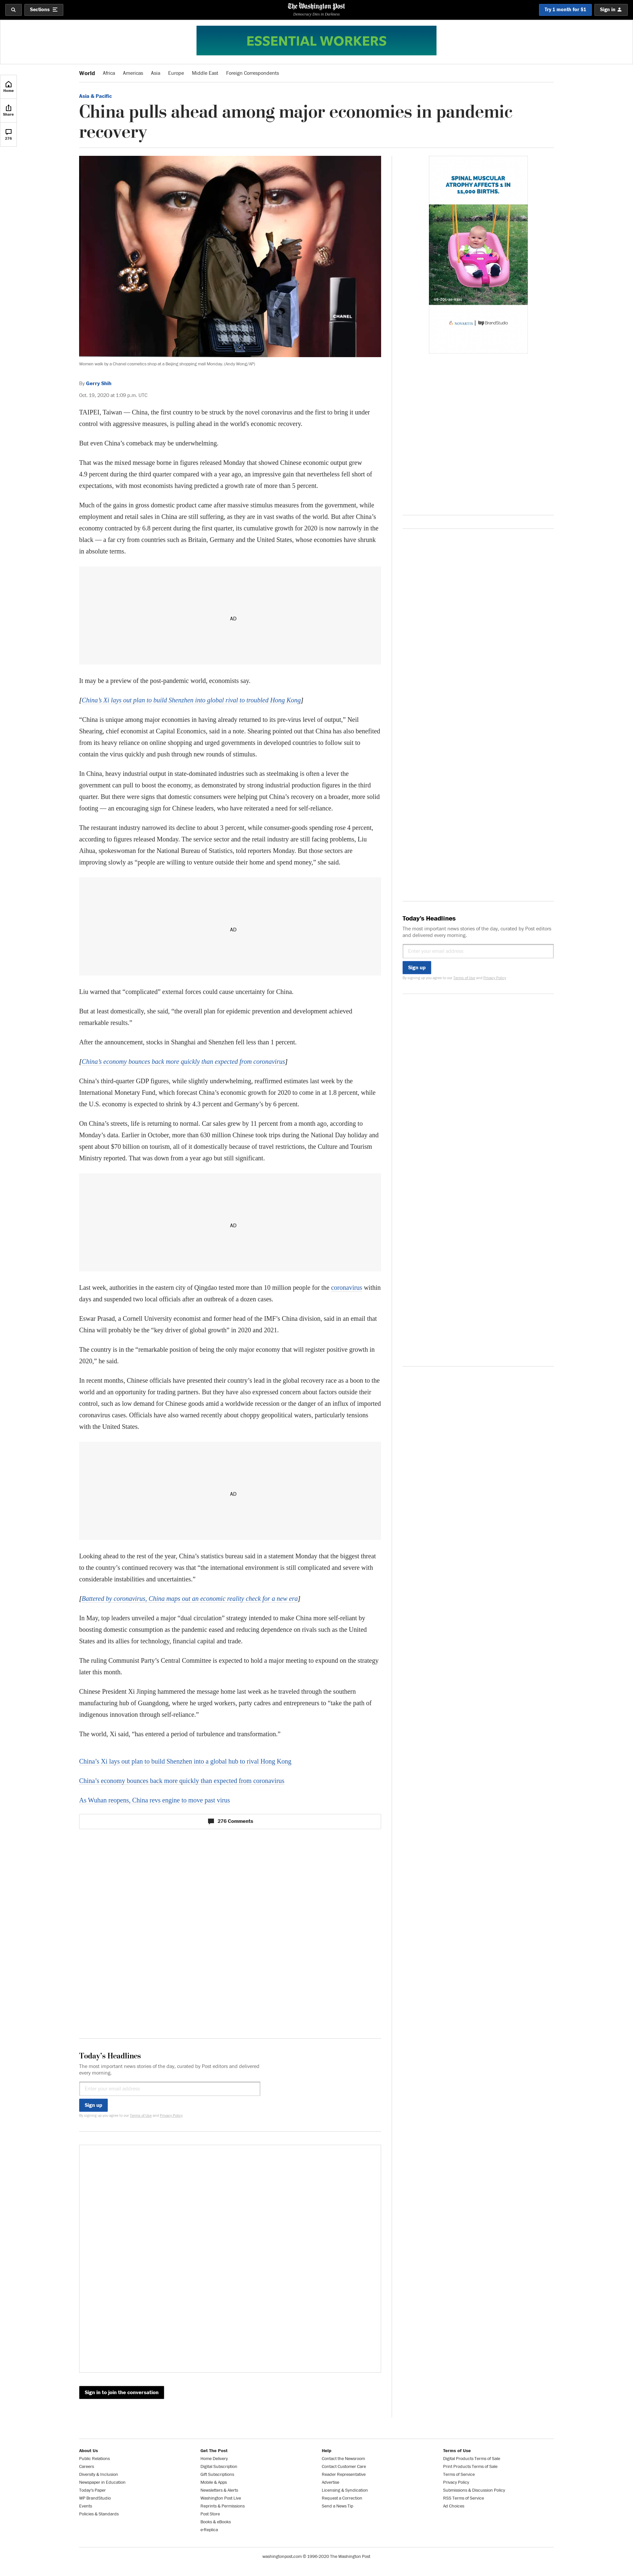 Sections
The Washington Post
Democracy Dies in Darkness
Try 1 month for $1
Sign in
ESSENTIAL WORKERS
Home
Share
276
World
Africa
Americas
Asia
Europe
Middle East
Foreign Correspondents
Asia & Pacific
China pulls ahead among major economies in pandemic
recovery
CHANEL
Women walk by a Chanel cosmetics shop at a Beijing shopping mall Monday. (Andy Wong/AP)
SPINAL MUSCULAR
ATROPHY AFFECTS 1 IN
11,000 BIRTHS.
NOVARTIS | wp BrandStudio
By Gerry Shih
Oct. 19, 2020 at 1:09 p.m. UTC
TAIPEI, Taiwan — China, the first country to be struck by the novel coronavirus and the first to bring it under
control with aggressive measures, is pulling ahead in the world's economic recovery.
But even China’s comeback may be underwhelming.
That was the mixed message borne in figures released Monday that showed Chinese economic output grew
4.9 percent during the third quarter compared with a year ago, an impressive gain that nevertheless fell short of
expectations, with most economists having predicted a growth rate of more than 5 percent.
Much of the gains in gross domestic product came after massive stimulus measures from the government, while
employment and retail sales in China are still suffering, as they are in vast swaths of the world. But after China’s
economy contracted by 6.8 percent during the first quarter, its cumulative growth for 2020 is now narrowly in the
black — a far cry from countries such as Britain, Germany and the United States, whose economies have shrunk
in absolute terms.
AD
It may be a preview of the post-pandemic world, economists say.
[China’s Xi lays out plan to build Shenzhen into global rival to troubled Hong Kong]
“China is unique among major economies in having already returned to its pre-virus level of output,” Neil
Shearing, chief economist at Capital Economics, said in a note. Shearing pointed out that China has also benefited
from its heavy reliance on online shopping and urged governments in developed countries to follow suit to
contain the virus quickly and push through new rounds of stimulus.
In China, heavy industrial output in state-dominated industries such as steelmaking is often a lever the
government can pull to boost the economy, as demonstrated by strong industrial production figures in the third
quarter. But there were signs that domestic consumers were helping China’s recovery on a broader, more solid
footing — an encouraging sign for Chinese leaders, who have reiterated a need for self-reliance.
The restaurant industry narrowed its decline to about 3 percent, while consumer-goods spending rose 4 percent,
according to figures released Monday. The service sector and the retail industry are still facing problems, Liu
Aihua, spokeswoman for the National Bureau of Statistics, told reporters Monday. But those sectors are
improving slowly as “people are willing to venture outside their home and spend money,” she said.
AD
Today’s Headlines
The most important news stories of the day, curated by Post editors
and delivered every morning.
Enter your email address
Sign up
By signing up you agree to our Terms of Use and Privacy Policy
Liu warned that “complicated” external forces could cause uncertainty for China.
But at least domestically, she said, “the overall plan for epidemic prevention and development achieved
remarkable results.”
After the announcement, stocks in Shanghai and Shenzhen fell less than 1 percent.
[China’s economy bounces back more quickly than expected from coronavirus]
China’s third-quarter GDP figures, while slightly underwhelming, reaffirmed estimates last week by the
International Monetary Fund, which forecast China’s economic growth for 2020 to come in at 1.8 percent, while
the U.S. economy is expected to shrink by 4.3 percent and Germany’s by 6 percent.
On China’s streets, life is returning to normal. Car sales grew by 11 percent from a month ago, according to
Monday’s data. Earlier in October, more than 630 million Chinese took trips during the National Day holiday and
spent about $70 billion on tourism, all of it domestically because of travel restrictions, the Culture and Tourism
Ministry reported. That was down from a year ago but still significant.
AD
Last week, authorities in the eastern city of Qingdao tested more than 10 million people for the coronavirus within
days and suspended two local officials after an outbreak of a dozen cases.
Eswar Prasad, a Cornell University economist and former head of the IMF’s China division, said in an email that
China will probably be the “key driver of global growth” in 2020 and 2021.
The country is in the “remarkable position of being the only major economy that will register positive growth in
2020,” he said.
In recent months, Chinese officials have presented their country’s lead in the global recovery race as a boon to the
world and an opportunity for trading partners. But they have also expressed concern about factors outside their
control, such as low demand for Chinese goods amid a worldwide recession or the danger of an influx of imported
coronavirus cases. Officials have also warned recently about choppy geopolitical waters, particularly tensions
with the United States.
AD
Looking ahead to the rest of the year, China’s statistics bureau said in a statement Monday that the biggest threat
to the country’s continued recovery was that “the international environment is still complicated and severe with
considerable instabilities and uncertainties.”
[Battered by coronavirus, China maps out an economic reality check for a new era]
In May, top leaders unveiled a major “dual circulation” strategy intended to make China more self-reliant by
boosting domestic consumption as the pandemic eased and reducing dependence on rivals such as the United
States and its allies for technology, financial capital and trade.
The ruling Communist Party’s Central Committee is expected to hold a major meeting to expound on the strategy
later this month.
Chinese President Xi Jinping hammered the message home last week as he traveled through the southern
manufacturing hub of Guangdong, where he urged workers, party cadres and entrepreneurs to “take the path of
indigenous innovation through self-reliance.”
The world, Xi said, “has entered a period of turbulence and transformation.”
China’s Xi lays out plan to build Shenzhen into a global hub to rival Hong Kong
China’s economy bounces back more quickly than expected from coronavirus
As Wuhan reopens, China revs engine to move past virus
276 Comments
Today’s Headlines
The most important news stories of the day, curated by Post editors and delivered
every morning.
Enter your email address
Sign up
By signing up you agree to our Terms of Use and Privacy Policy
Sign in to join the conversation
About Us
Public Relations
Careers
Diversity & Inclusion
Newspaper in Education
Today's Paper
WP BrandStudio
Events
Policies & Standards
Get The Post
Home Delivery
Digital Subscription
Gift Subscriptions
Mobile & Apps
Newsletters & Alerts
Washington Post Live
Reprints & Permissions
Post Store
Books & eBooks
e-Replica
Help
Contact the Newsroom
Contact Customer Care
Reader Representative
Advertise
Licensing & Syndication
Request a Correction
Send a News Tip
Terms of Use
Digital Products Terms of Sale
Print Products Terms of Sale
Terms of Service
Privacy Policy
Submissions & Discussion Policy
RSS Terms of Service
Ad Choices
washingtonpost.com © 1996-2020 The Washington Post